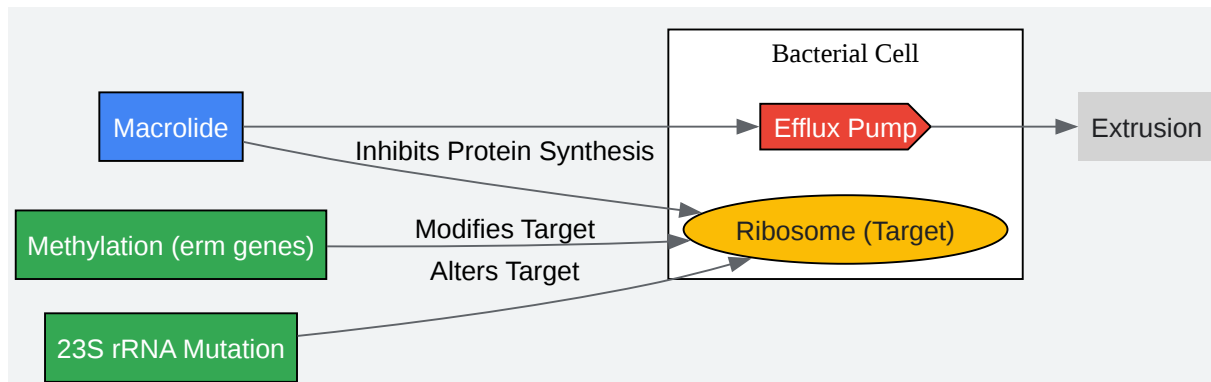 Bacterial Cell
Macrolide
Efflux Pump
Extrusion
Inhibits Protein Synthesis
Methylation (erm genes)
Modifies Target
Ribosome (Target)
Alters Target
23S rRNA Mutation